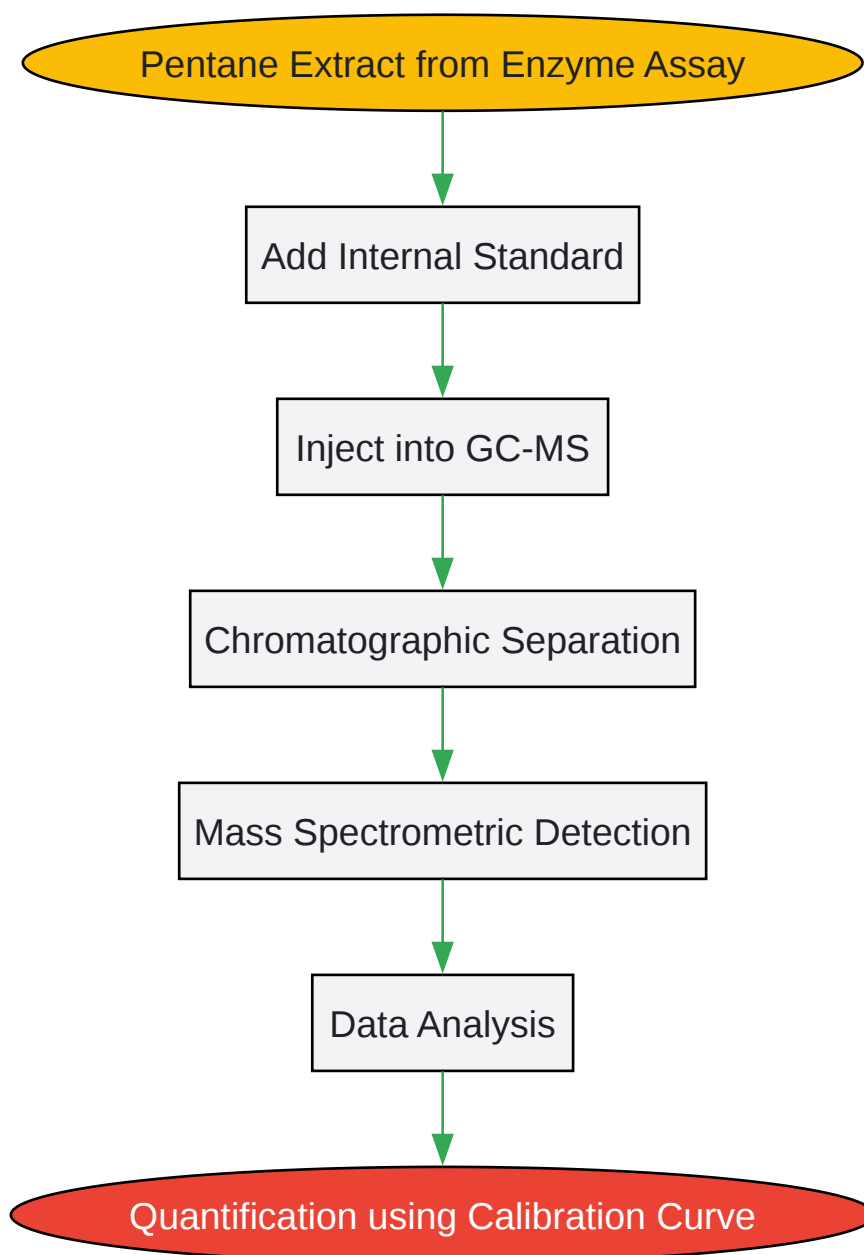 Pentane Extract from Enzyme Assay
Add Internal Standard
Inject into GC-MS
Chromatographic Separation
Mass Spectrometric Detection
Data Analysis
Quantification using Calibration Curve